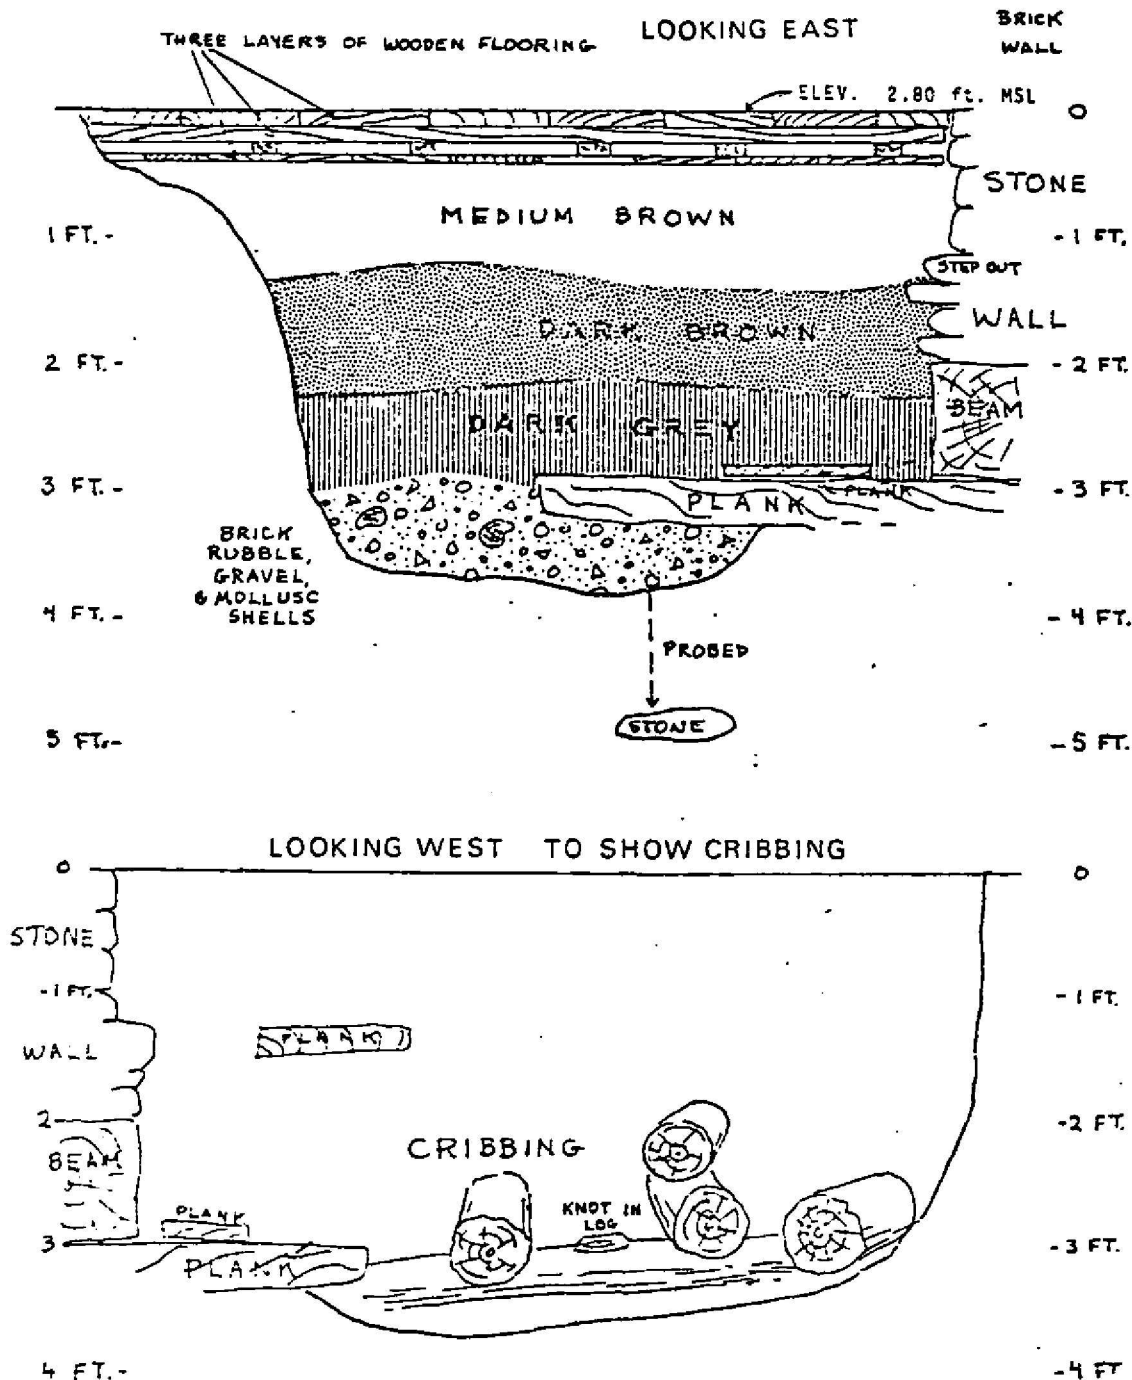 LOOKING EAST
BRICK
WALL
THREE LAYERS OF WOODEN FLOORING
ELEV. 2.80 ft. MSL
0
STONE
MEDIUM BROWN
1 FT. -
- 1 FT.
STEP OUT
DARK BROWN
WALL
2 FT. -
- 2 FT.
BEAM
DARK GREY
3 FT. -
- 3 FT.
PLANK
PLANK
BRICK
RUBBLE,
GRAVEL,
& MOLLUSC
SHELLS
4 FT. -
- 4 FT.
PROBED
STONE
5 FT. -
- 5 FT.
LOOKING WEST TO SHOW CRIBBING
0
0
STONE
-1 FT.
- 1 FT.
PLANK
WALL
2
-2 FT.
CRIBBING
BEAM
PLANK
KNOT IN
LOG
3
-3 FT.
PLANK
4 FT. -
-4 FT